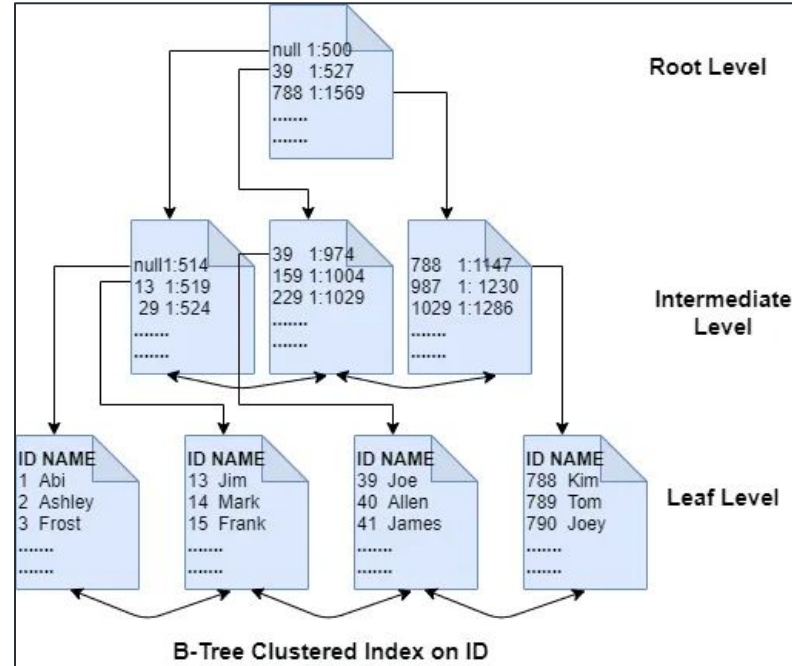 null 1:500
39 1:527
788 1:1569
.......
.......
Root Level
null1:514
13 1:519
29 1:524
.......
.......
39 1:974
159 1:1004
229 1:1029
.......
.......
788 1:1147
987 1: 1230
1029 1:1286
.......
.......
Intermediate
Level
ID NAME
1 Abi
2 Ashley
3 Frost
.......
.......
ID NAME
13 Jim
14 Mark
15 Frank
.......
.......
ID NAME
39 Joe
40 Allen
41 James
.......
.......
ID NAME
788 Kim
789 Tom
790 Joey
.......
.......
Leaf Level
B-Tree Clustered Index on ID